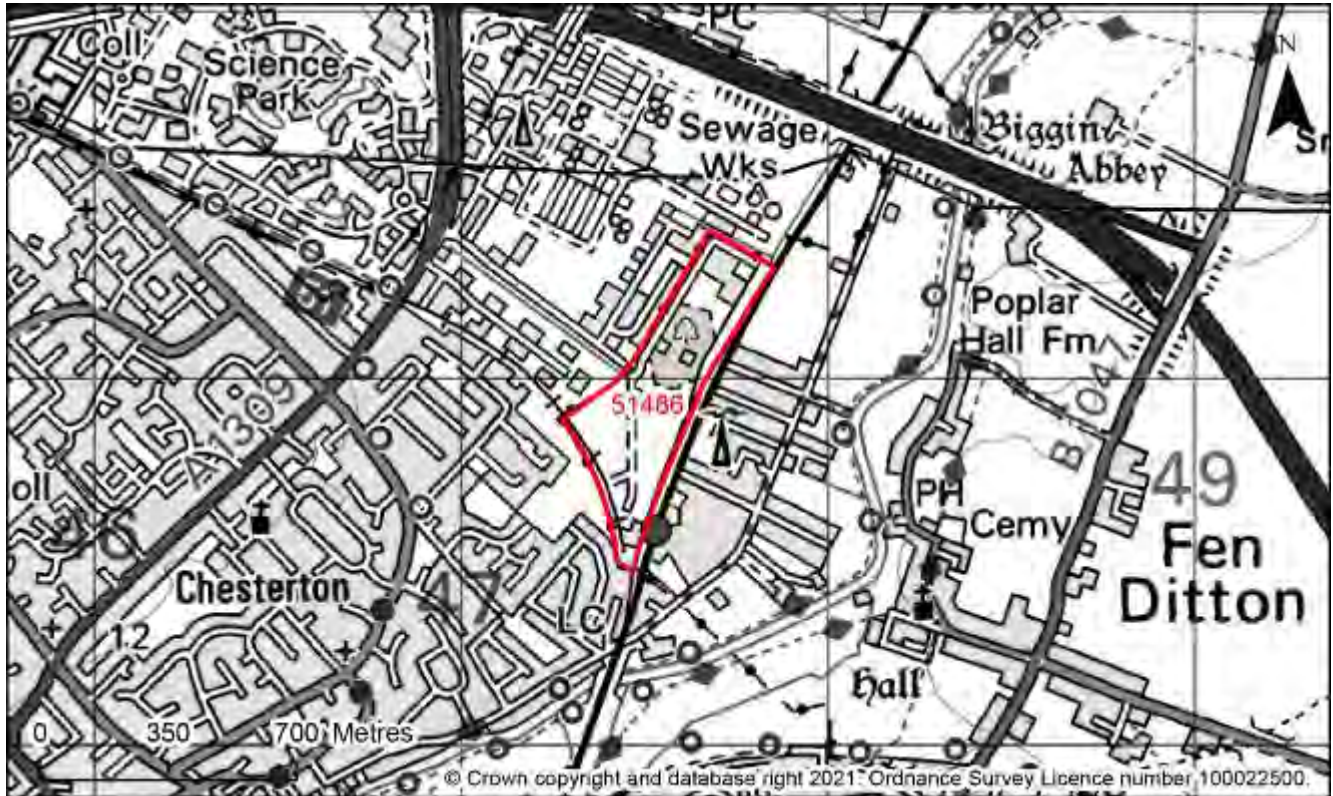 PC
Coll
Science
Park
N
Sewage
Wks
Biggin
Abbey
Poplar
Hall Fm
51486
A1309
B 1047
oll
PH
Cemy
49
Fen
Ditton
Chesterton
47
12
LC
Hall
0 350 700 Metres
© Crown copyright and database right 2021. Ordnance Survey Licence number 100022500.